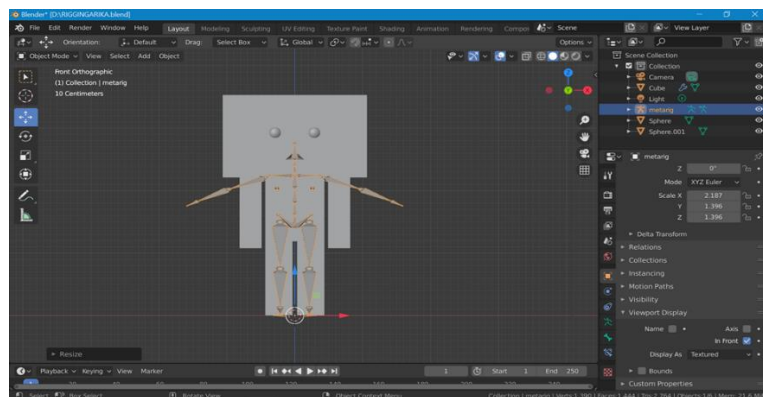 Blender* [D:\RIGGINGARIKA.blend]
File Edit Render Window Help Layout Modeling Sculpting UV Editing Texture Paint Shading Animation Rendering Compo Scene View Layer
Orientation: Default Drag: Select Box Global Options
Object Mode View Select Add Object
Front Orthographic
(1) Collection | metarig
10 Centimeters
Resize
Playback Keying View Marker 1 Start 1 End 250
Select Box Select Rotate View Object Context Menu
Scene Collection
Collection
Camera
Cube
Light
metarig
Sphere
Sphere.001
metarig
Z 0°
Mode XYZ Euler
Scale X 2.187
Y 1.396
Z 1.396
Delta Transform
Relations
Collections
Instancing
Motion Paths
Visibility
Viewport Display
Name Axis
In Front
Display As Textured
Bounds
Custom Properties